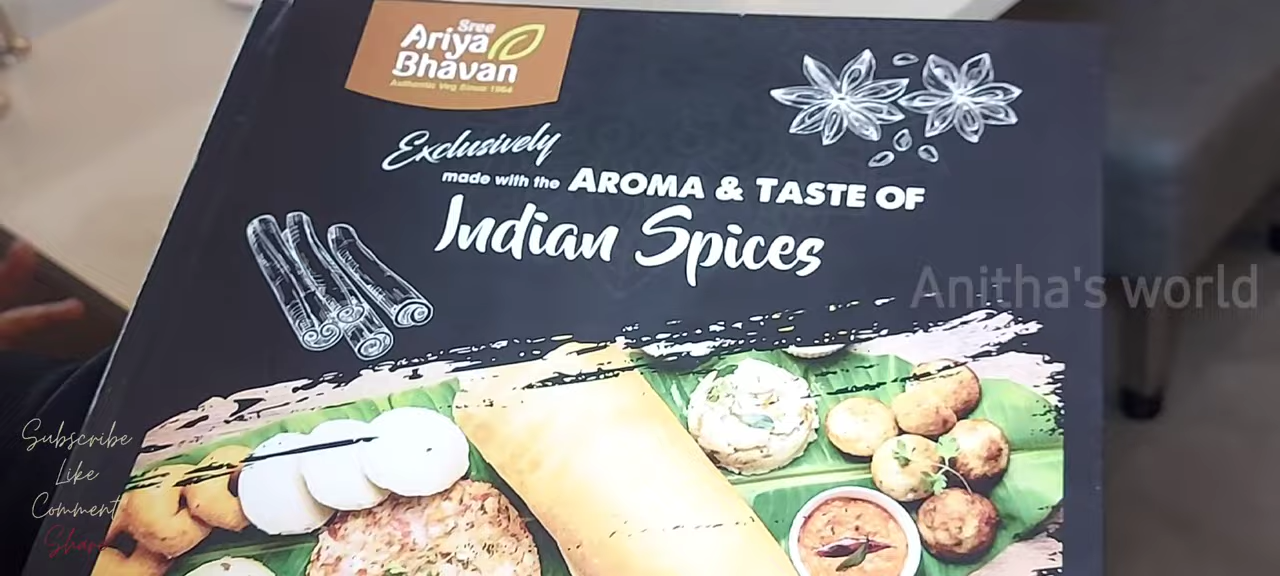 Sree
Ariya
Bhavan
Authentic Veg Since 1964
Exclusively
made with the AROMA & TASTE OF
Indian Spices
Anitha's world
Subscribe
Like
Comment
Share